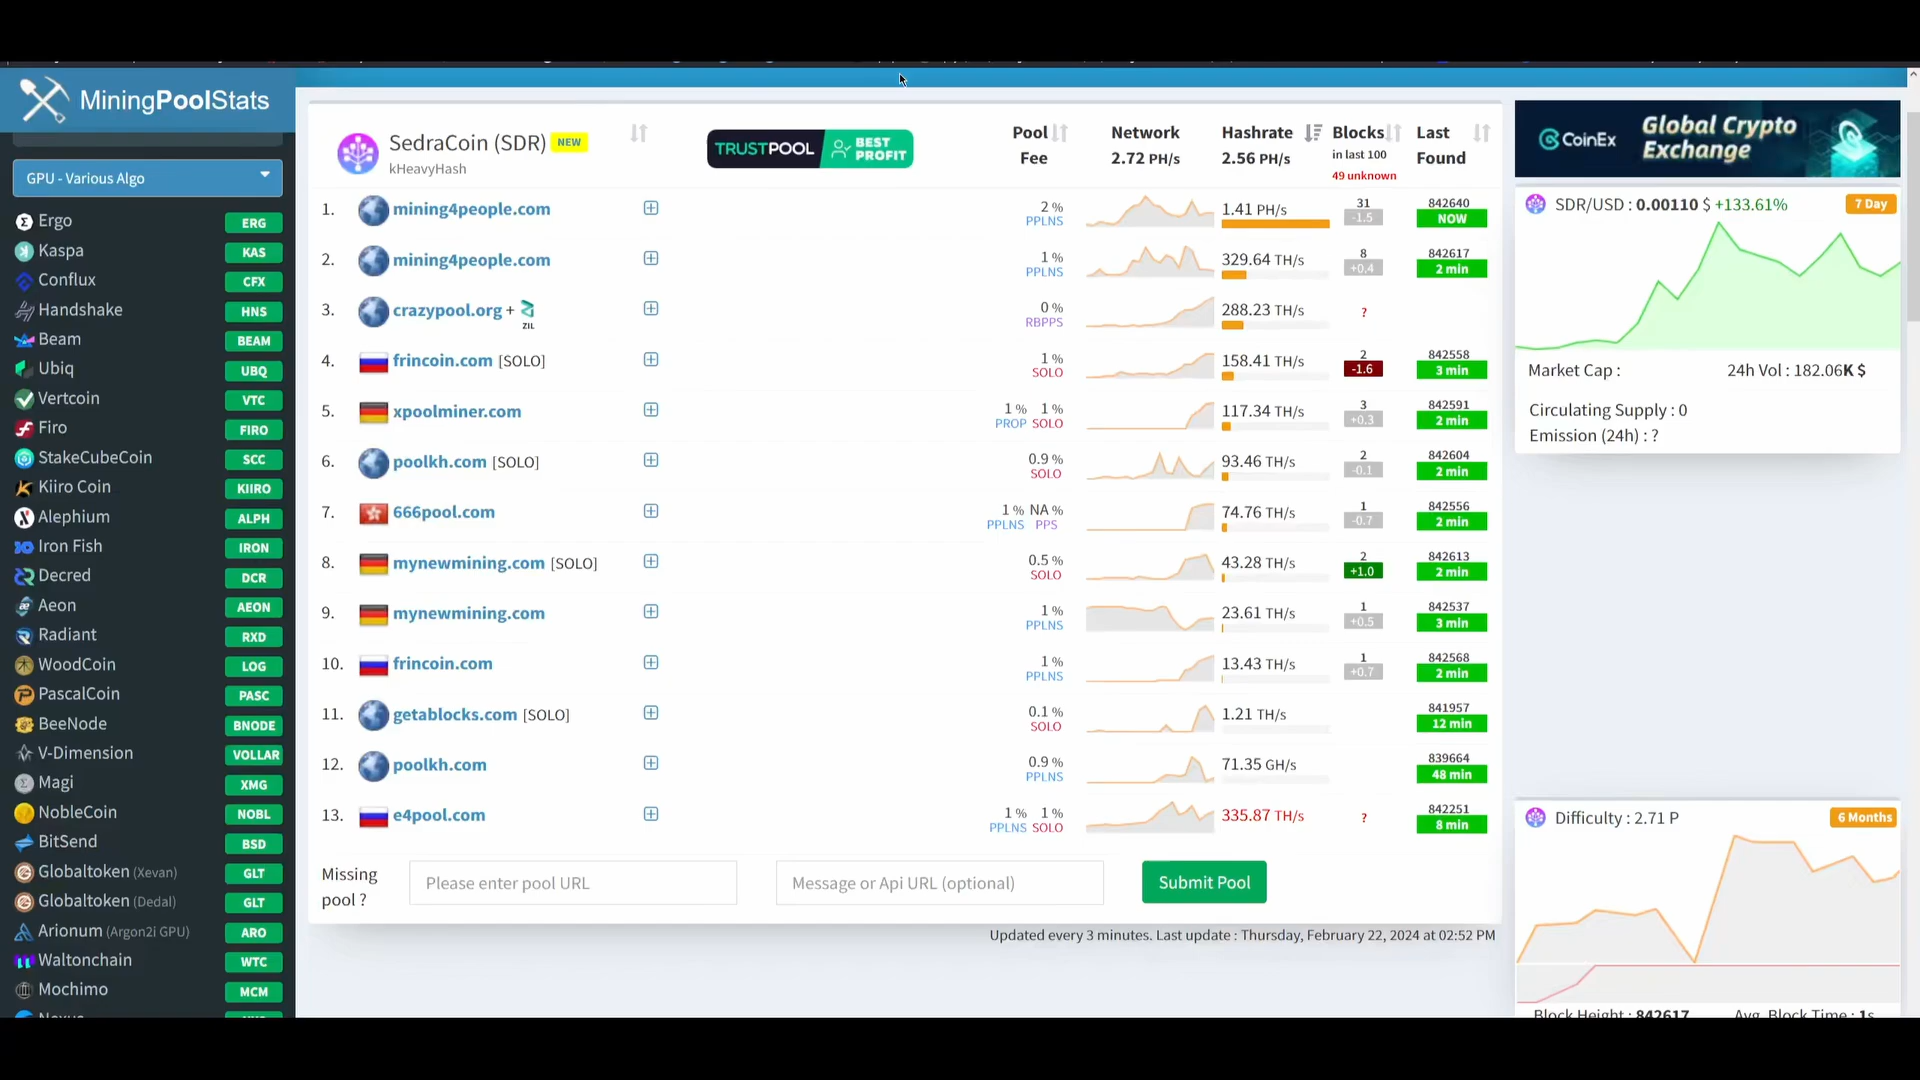 MiningPoolStats
GPU - Various Algo
Ergo ERG
Kaspa KAS
Conflux CFX
Handshake HNS
Beam BEAM
Ubiq UBQ
Vertcoin VTC
Firo FIRO
StakeCubeCoin SCC
Kiiro Coin KIIRO
Alephium ALPH
Iron Fish IRON
Decred DCR
Aeon AEON
Radiant RXD
WoodCoin LOG
PascalCoin PASC
BeeNode BNODE
V-Dimension VOLLAR
Magi XMG
NobleCoin NOBL
BitSend BSD
Globaltoken (Xevan) GLT
Globaltoken (Dedal) GLT
Arionum (Argon2i GPU) ARO
Waltonchain WTC
Mochimo MCM
SedraCoin (SDR) NEW
kHeavyHash
TRUSTPOOL BEST PROFIT
Pool Fee
Network 2.72 PH/s
Hashrate 2.56 PH/s
Blocks in last 100 49 unknown
Last Found
1. mining4people.com 2 % PPLNS 1.41 PH/s 31 -1.5 842640 NOW
2. mining4people.com 1 % PPLNS 329.64 TH/s 8 +0.4 842617 2 min
3. crazypool.org + ZIL 0 % RBPPS 288.23 TH/s ?
4. frincoin.com [SOLO] 1 % SOLO 158.41 TH/s 2 -1.6 842558 3 min
5. xpoolminer.com 1 % PROP 1 % SOLO 117.34 TH/s 3 +0.3 842591 2 min
6. poolkh.com [SOLO] 0.9 % SOLO 93.46 TH/s 2 -0.1 842604 2 min
7. 666pool.com 1 % PPLNS NA % PPS 74.76 TH/s 1 -0.7 842556 2 min
8. mynewmining.com [SOLO] 0.5 % SOLO 43.28 TH/s 2 +1.0 842613 2 min
9. mynewmining.com 1 % PPLNS 23.61 TH/s 1 +0.5 842537 3 min
10. frincoin.com 1 % PPLNS 13.43 TH/s 1 +0.7 842568 2 min
11. getablocks.com [SOLO] 0.1 % SOLO 1.21 TH/s 841957 12 min
12. poolkh.com 0.9 % PPLNS 71.35 GH/s 839664 48 min
13. e4pool.com 1 % PPLNS 1 % SOLO 335.87 TH/s ? 842251 8 min
Missing pool ? Please enter pool URL Message or Api URL (optional) Submit Pool
Updated every 3 minutes. Last update : Thursday, February 22, 2024 at 02:52 PM
CoinEx Global Crypto Exchange
SDR/USD : 0.00110 $ +133.61% 7 Day
Market Cap : 24h Vol : 182.06K $
Circulating Supply : 0
Emission (24h) : ?
Difficulty : 2.71 P 6 Months
Block Height : 842617 Avg. Block Time : 1s